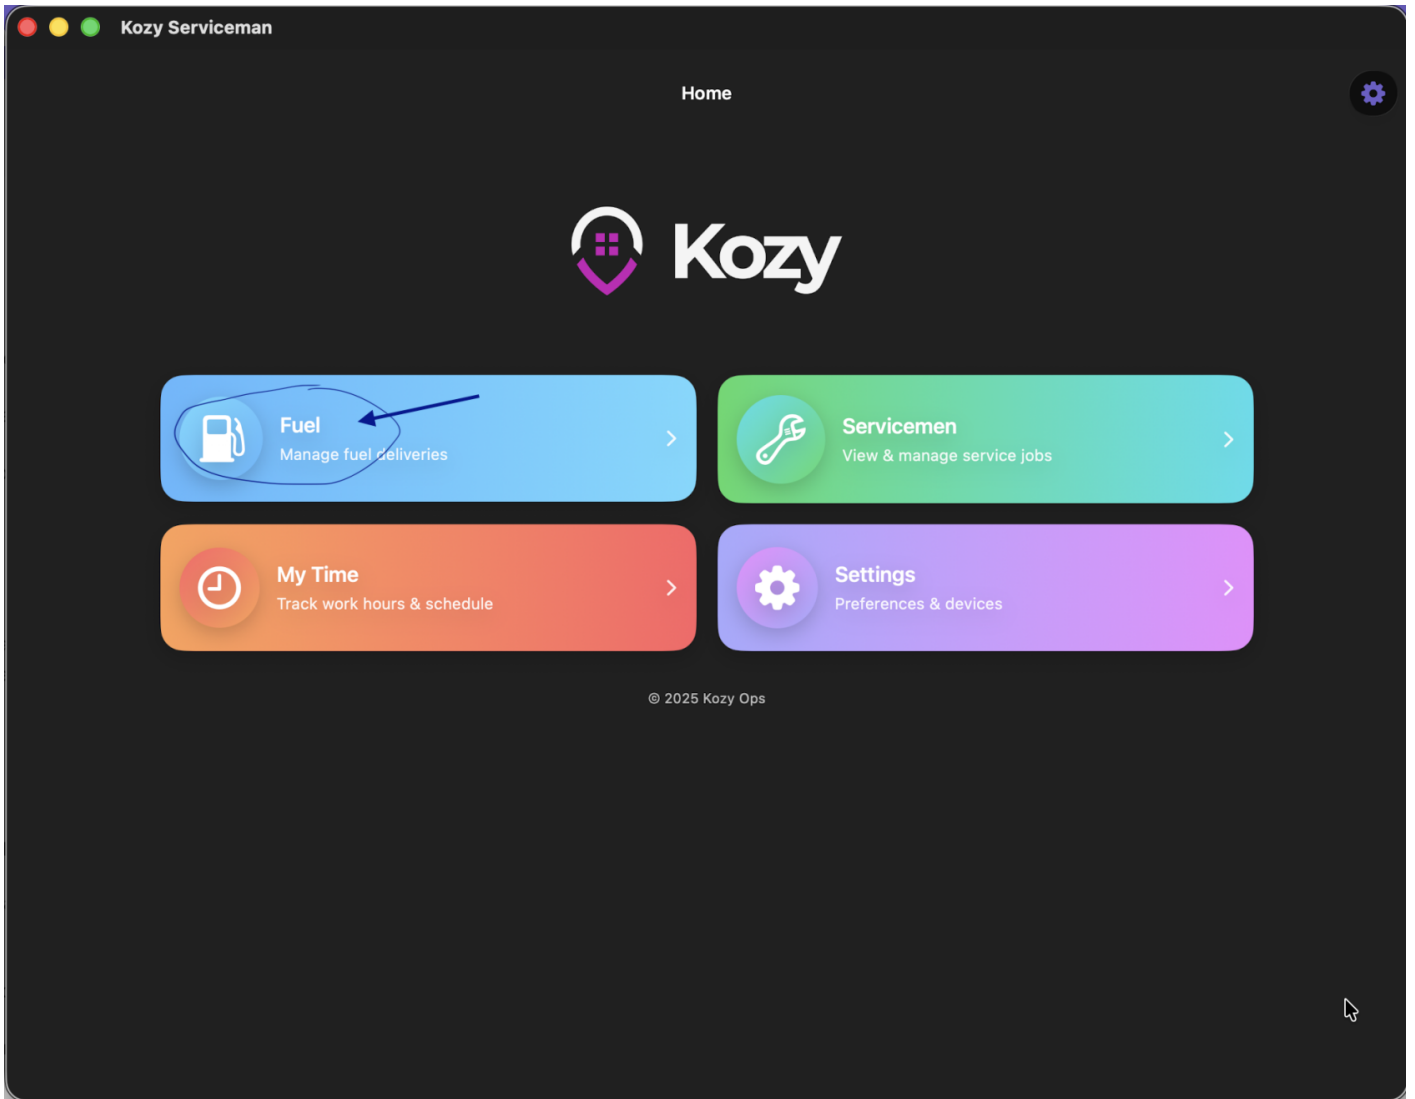 Kozy Serviceman
Home
Kozy
Fuel
Manage fuel deliveries
Servicemen
View & manage service jobs
My Time
Track work hours & schedule
Settings
Preferences & devices
© 2025 Kozy Ops